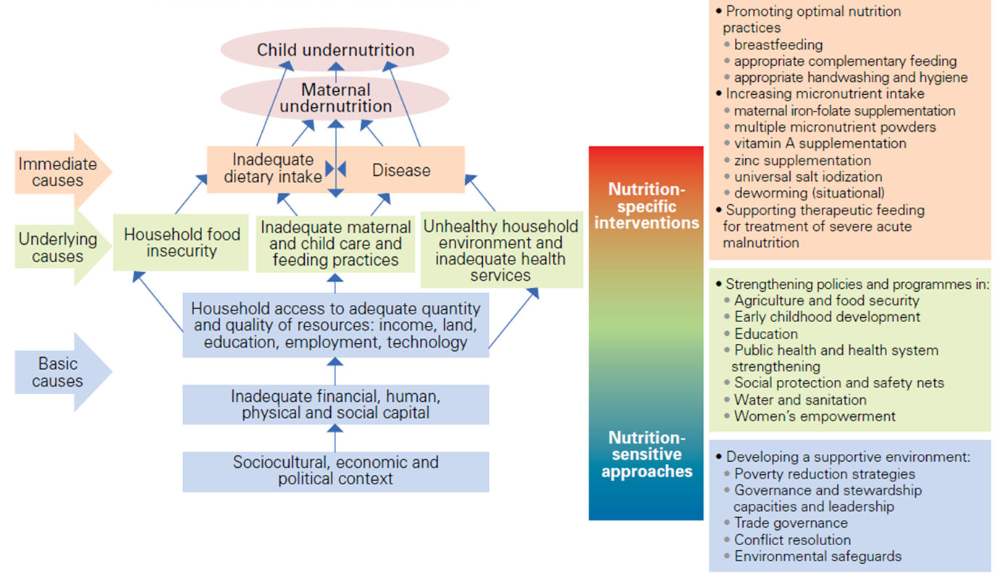 Child undernutrition
Maternal
undernutrition
Immediate
causes
Inadequate
dietary intake
Disease
Underlying
causes
Household food
insecurity
Inadequate maternal
and child care and
feeding practices
Unhealthy household
environment and
inadequate health
services
Basic
causes
Household access to adequate quantity
and quality of resources: income, land,
education, employment, technology
Inadequate financial, human,
physical and social capital
Sociocultural, economic and
political context
Nutrition-
specific
interventions
Nutrition-
sensitive
approaches
• Promoting optimal nutrition
practices
• breastfeeding
• appropriate complementary feeding
• appropriate handwashing and hygiene
• Increasing micronutrient intake
• maternal iron-folate supplementation
• multiple micronutrient powders
• vitamin A supplementation
• zinc supplementation
• universal salt iodization
• deworming (situational)
• Supporting therapeutic feeding
for treatment of severe acute
malnutrition
• Strengthening policies and programmes in:
• Agriculture and food security
• Early childhood development
• Education
• Public health and health system
strengthening
• Social protection and safety nets
• Water and sanitation
• Women's empowerment
• Developing a supportive environment:
• Poverty reduction strategies
• Governance and stewardship
capacities and leadership
• Trade governance
• Conflict resolution
• Environmental safeguards